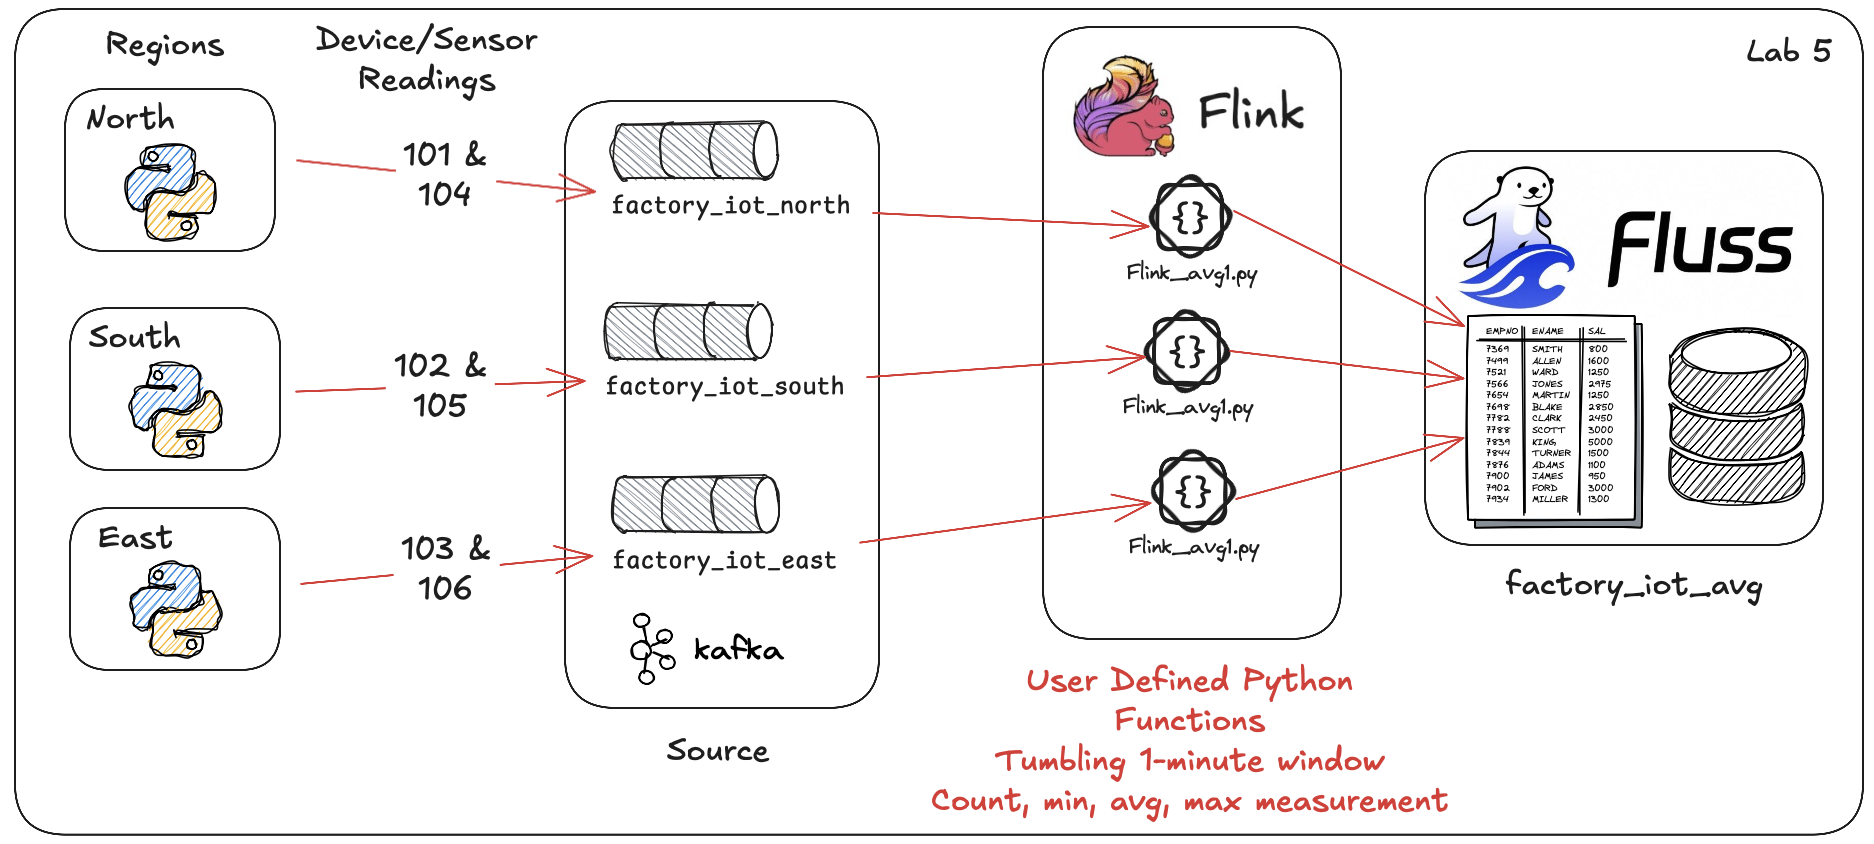 Lab 5
Regions
Device/Sensor
Readings
North
101 &
104
factory_iot_north
South
102 &
105
factory_iot_south
East
103 &
106
factory_iot_east
kafka
Source
Flink
{}
Flink_avg1.py
{}
Flink_avg1.py
{}
Flink_avg1.py
User Defined Python
Functions
Tumbling 1-minute window
Count, min, avg, max measurement
Fluss
EMPNO ENAME SAL
7369 SMITH 800
7499 ALLEN 1600
7521 WARD 1250
7566 JONES 2975
7654 MARTIN 1250
7698 BLAKE 2850
7782 CLARK 2450
7788 SCOTT 3000
7839 KING 5000
7844 TURNER 1500
7876 ADAMS 1100
7900 JAMES 950
7902 FORD 3000
7934 MILLER 1300
factory_iot_avg